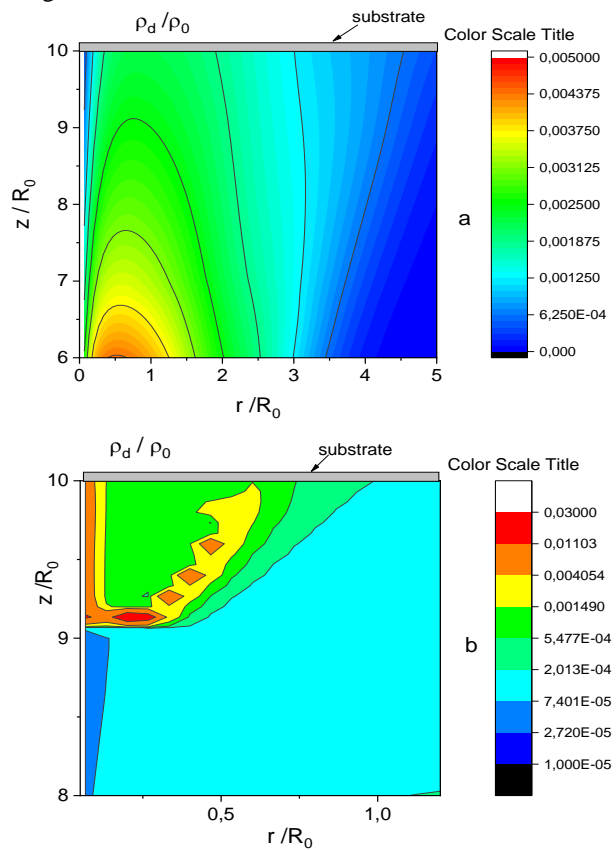 ρd /ρ0
substrate
Color Scale Title
10
9
8
7
6
z / R0
0
1
2
3
4
5
r /R0
a
0,005000
0,004375
0,003750
0,003125
0,002500
0,001875
0,001250
6,250E-04
0,000
ρd / ρ0
substrate
Color Scale Title
10
9
8
z /R0
0,5
1,0
r /R0
b
0,03000
0,01103
0,004054
0,001490
5,477E-04
2,013E-04
7,401E-05
2,720E-05
1,000E-05